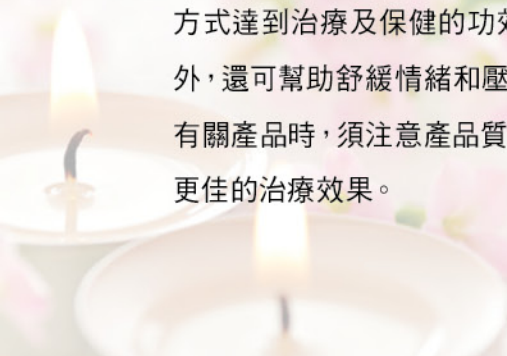 方式達到治療及保健的功效
外，還可幫助舒緩情緒和壓
有關產品時，須注意產品質
更佳的治療效果。